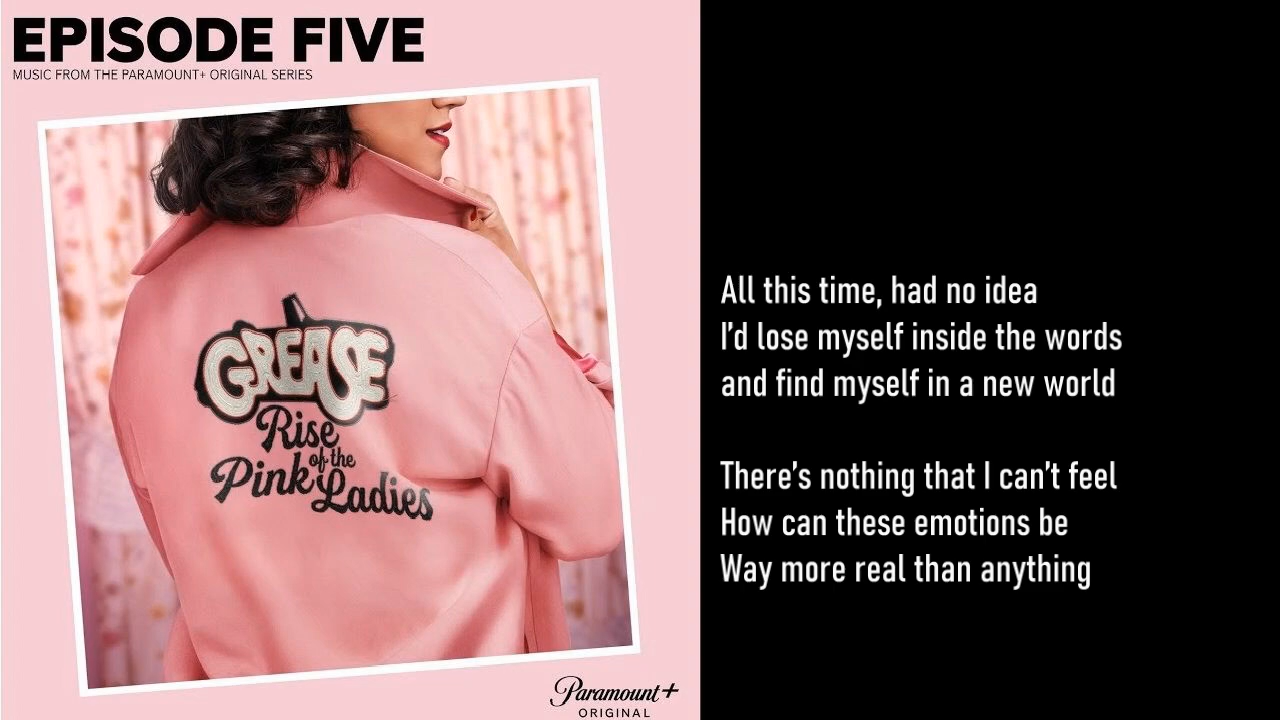 EPISODE FIVE
MUSIC FROM THE PARAMOUNT+ ORIGINAL SERIES
GREASE
Rise
of the
Pink Ladies
Paramount+
ORIGINAL
All this time, had no idea
I'd lose myself inside the words
and find myself in a new world
There's nothing that I can't feel
How can these emotions be
Way more real than anything